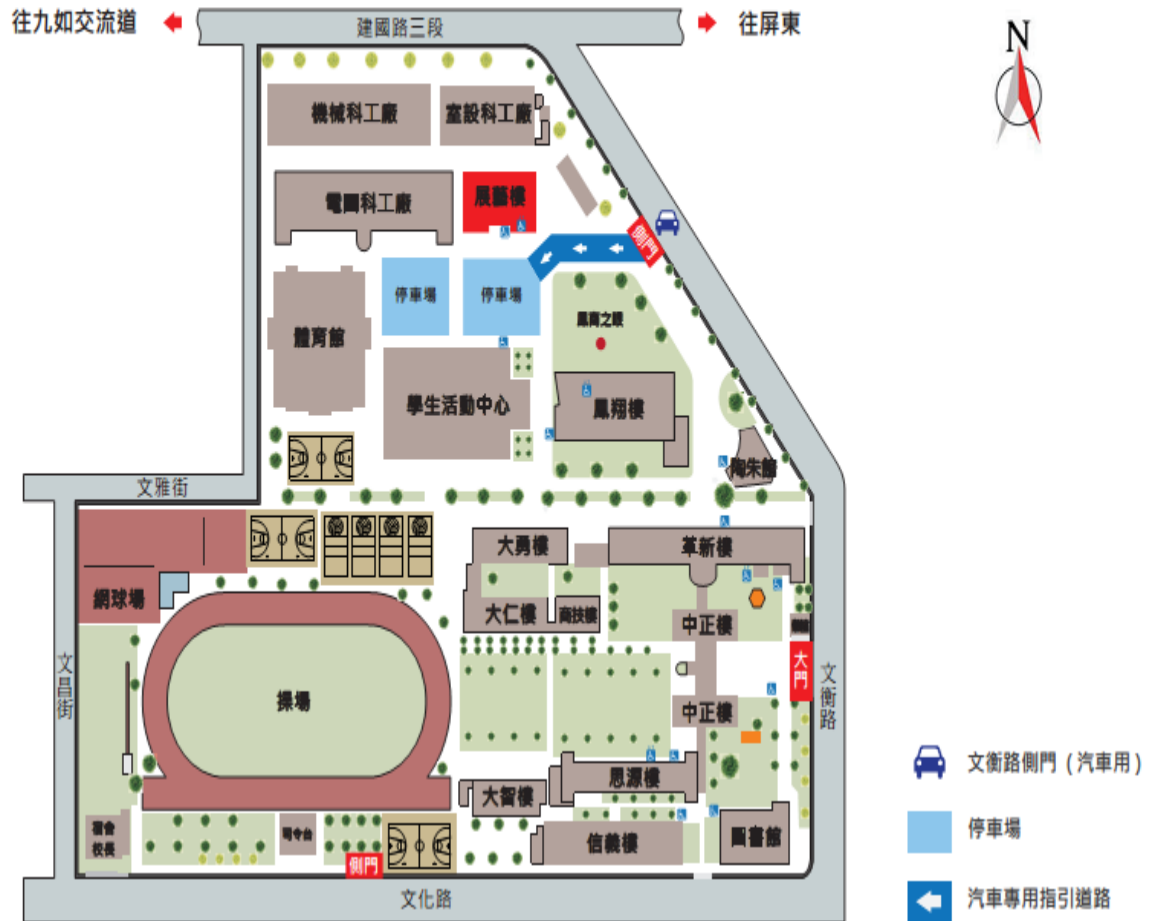 往九如交流道
建國路三段
往屏東
N
機械科工廠
室設科工廠
電圖科工廠
展藝樓
側門
停車場
停車場
體育館
鳳商之眼
學生活動中心
鳳翔樓
陶朱館
文雅街
大勇樓
革新樓
網球場
大仁樓
商技樓
中正樓
文昌街
操場
大門
文衡路
中正樓
思源樓
大智樓
宿舍
校長
司令台
信義樓
圖書館
側門
文化路
文衡路側門 ( 汽車用 )
停車場
汽車專用指引道路